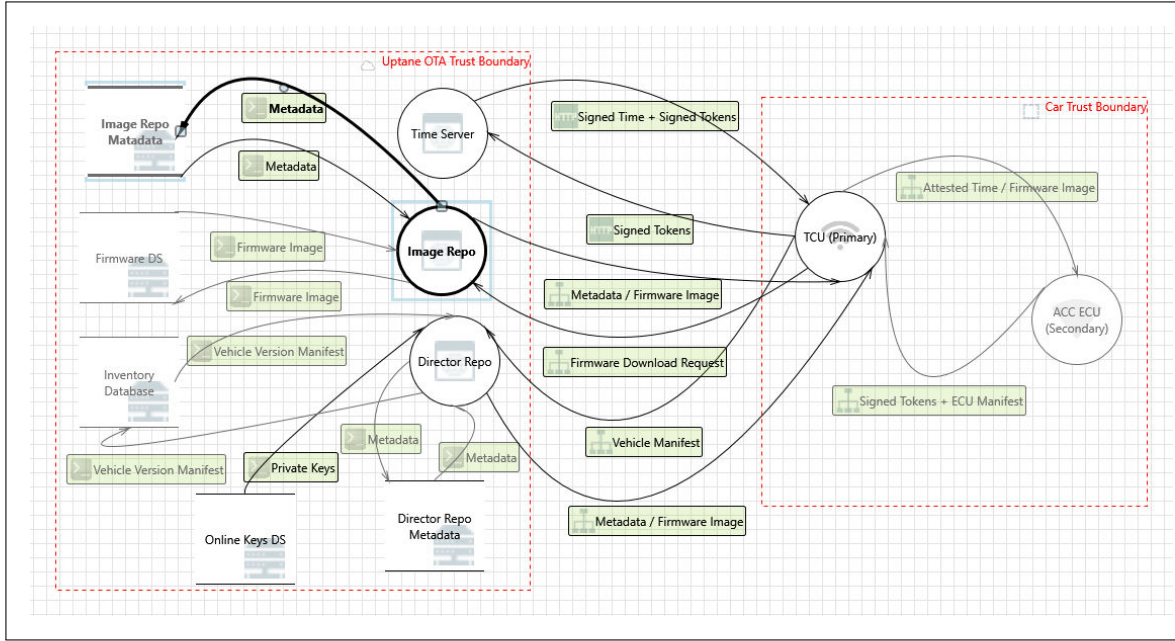 Uptane OTA Trust Boundary
Car Trust Boundary
Metadata
Image Repo
Matadata
Time Server
Signed Time + Signed Tokens
Metadata
Attested Time / Firmware Image
Signed Tokens
TCU (Primary)
Firmware Image
Image Repo
Firmware DS
Firmware Image
Metadata / Firmware Image
ACC ECU
(Secondary)
Vehicle Version Manifest
Director Repo
Firmware Download Request
Inventory
Database
Signed Tokens + ECU Manifest
Metadata
Vehicle Manifest
Metadata
Vehicle Version Manifest
Private Keys
Director Repo
Metadata
Metadata / Firmware Image
Online Keys DS